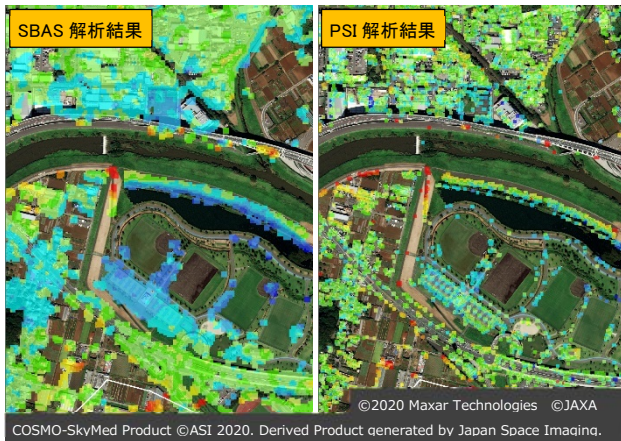 SBAS 解析結果
PSI 解析結果
©2020 Maxar Technologies ©JAXA
COSMO-SkyMed Product ©ASI 2020. Derived Product generated by Japan Space Imaging.